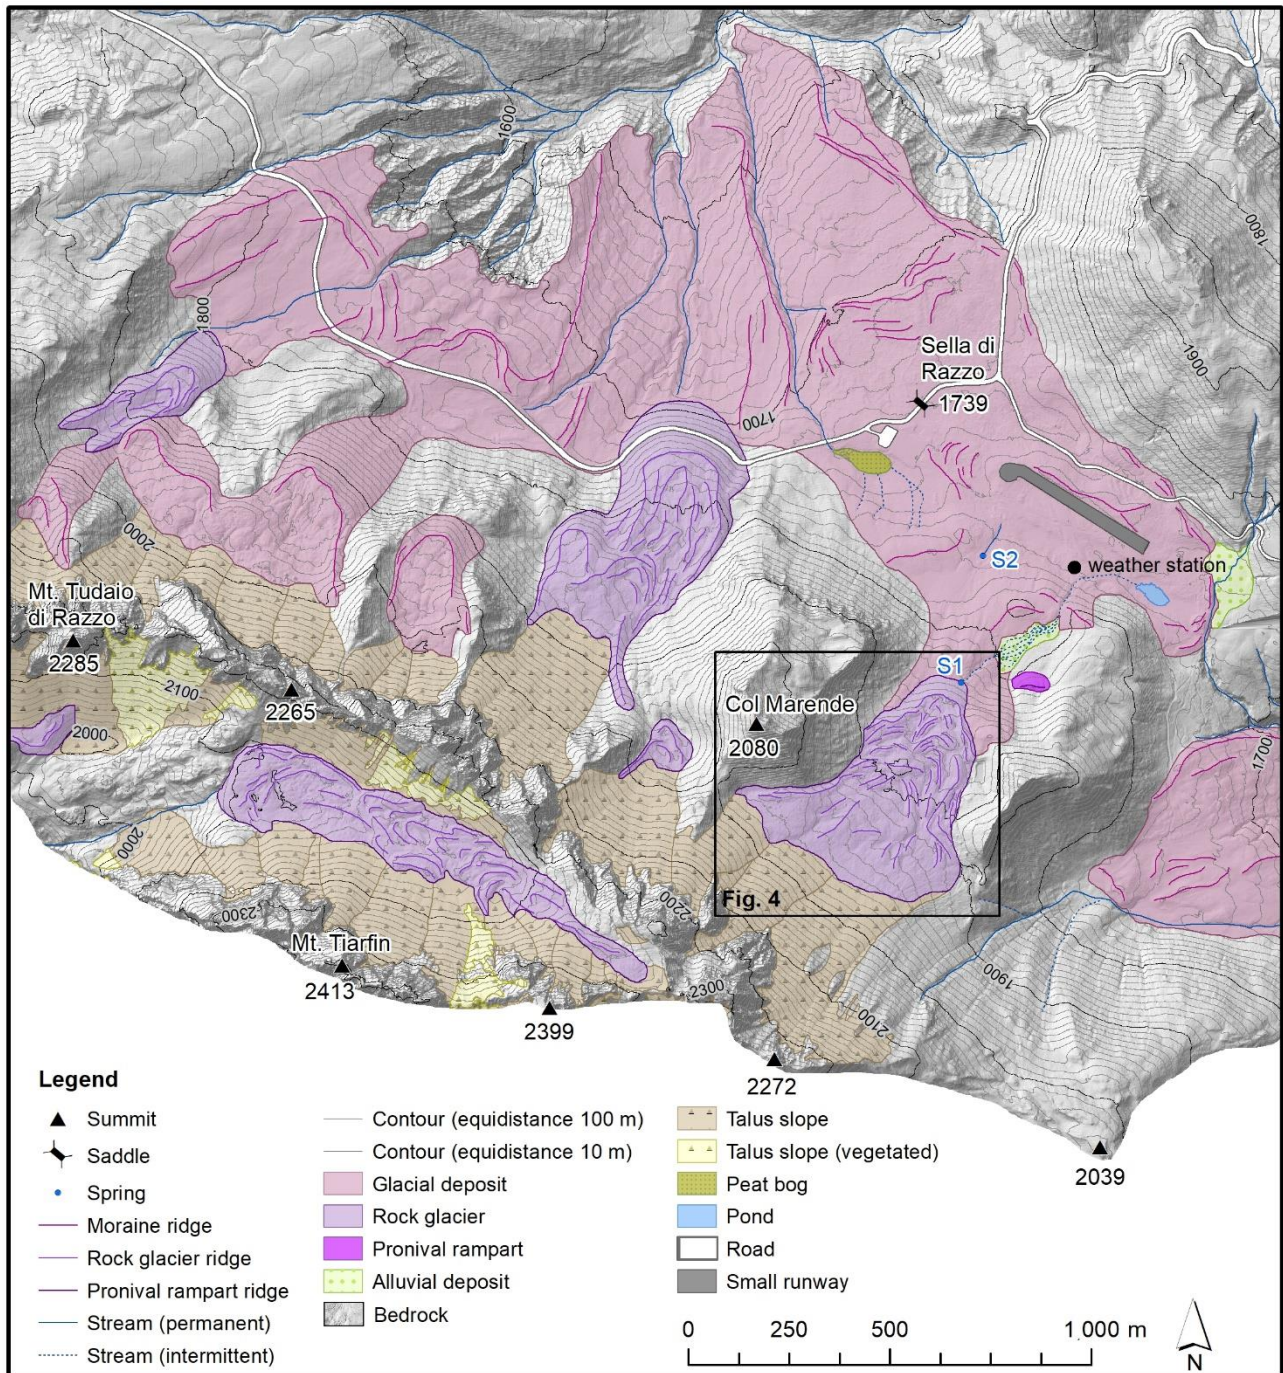 1600
1800
1800
1900
Sella di
Razzo
1739
1700
2000
S2
weather station
Mt. Tudaio
di Razzo
2285
2100
2265
2000
S1
Col Marende
2080
1700
2000
2200
Fig. 4
2300
Mt. Tiarfin
2413
2300
1900
2399
2100
2272
2039
Legend
Summit
Saddle
Spring
Moraine ridge
Rock glacier ridge
Pronival rampart ridge
Stream (permanent)
Stream (intermittent)
Contour (equidistance 100 m)
Contour (equidistance 10 m)
Glacial deposit
Rock glacier
Pronival rampart
Alluvial deposit
Bedrock
Talus slope
Talus slope (vegetated)
Peat bog
Pond
Road
Small runway
0 250 500 1 000 m
N